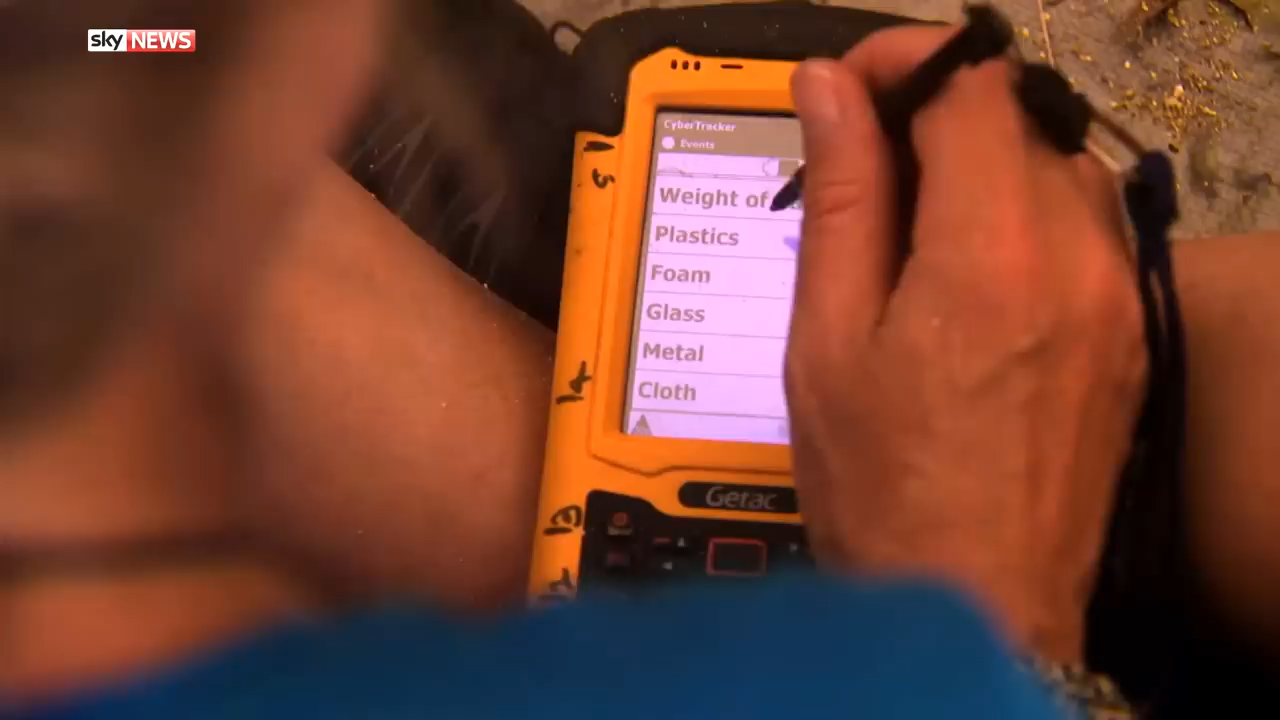 sky NEWS
CyberTracker
Events
Weight of
Plastics
Foam
Glass
Metal
Cloth
Getac